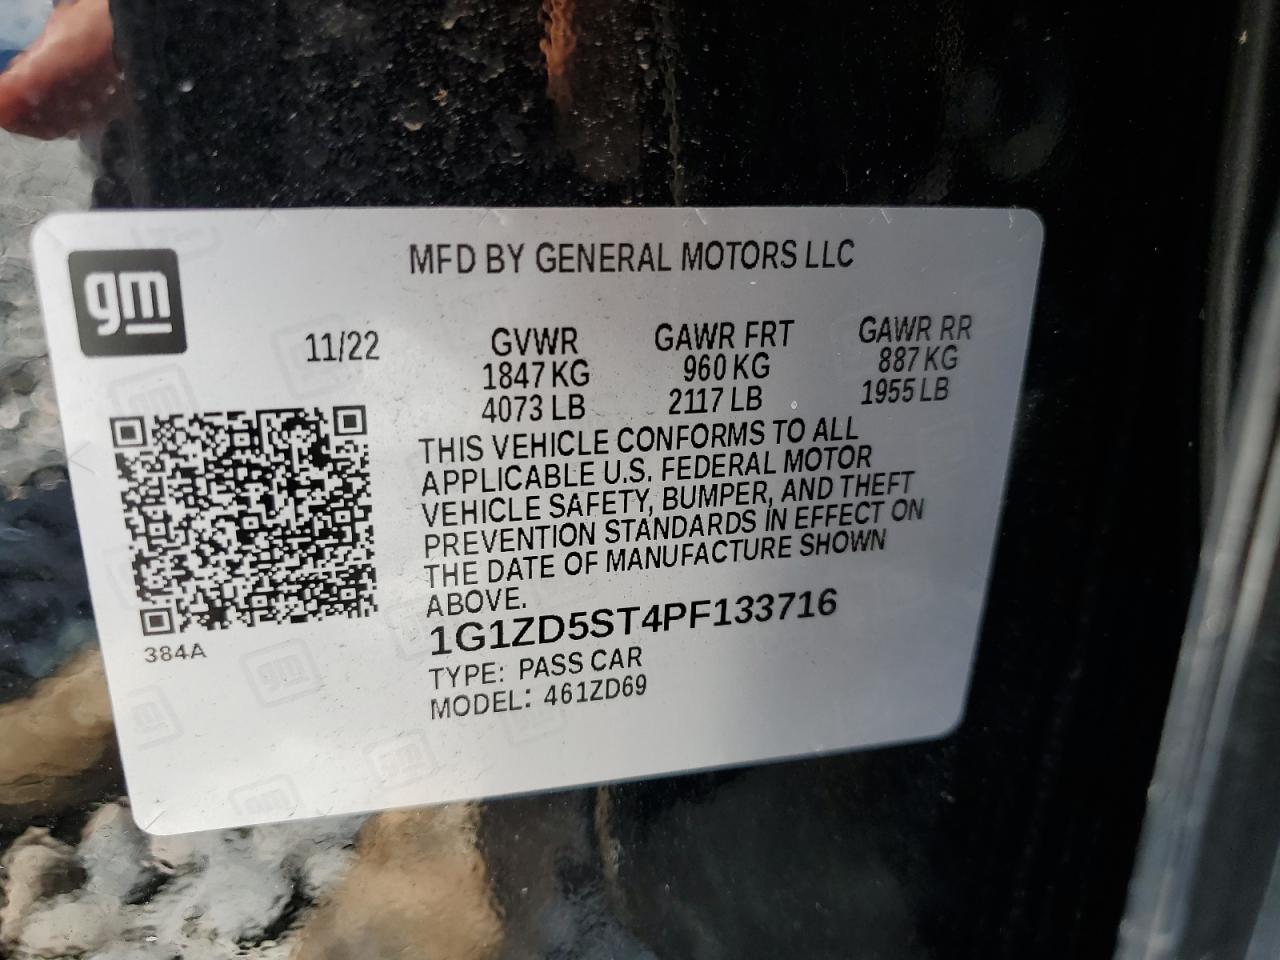 gm
MFD BY GENERAL MOTORS LLC
11/22 GVWR GAWR FRT GAWR RR
1847 KG 960 KG 887 KG
4073 LB 2117 LB 1955 LB
THIS VEHICLE CONFORMS TO ALL
APPLICABLE U.S. FEDERAL MOTOR
VEHICLE SAFETY, BUMPER, AND THEFT
PREVENTION STANDARDS IN EFFECT ON
THE DATE OF MANUFACTURE SHOWN
ABOVE.
1G1ZD5ST4PF133716
384A
TYPE: PASS CAR
MODEL: 461ZD69